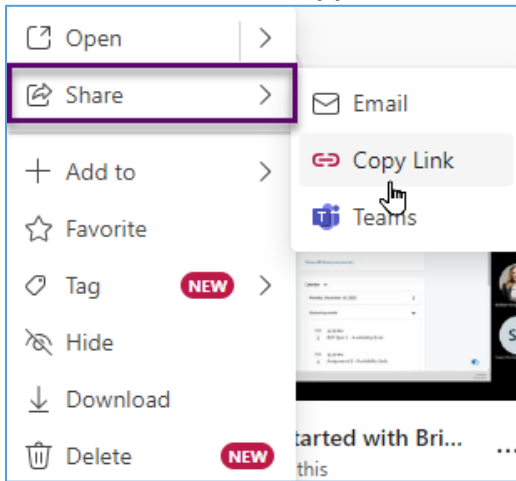 Open
Share
Email
Add to
Copy Link
Favorite
Teams
Tag NEW
Hide
Download
tarted with Bri...
Delete NEW
this